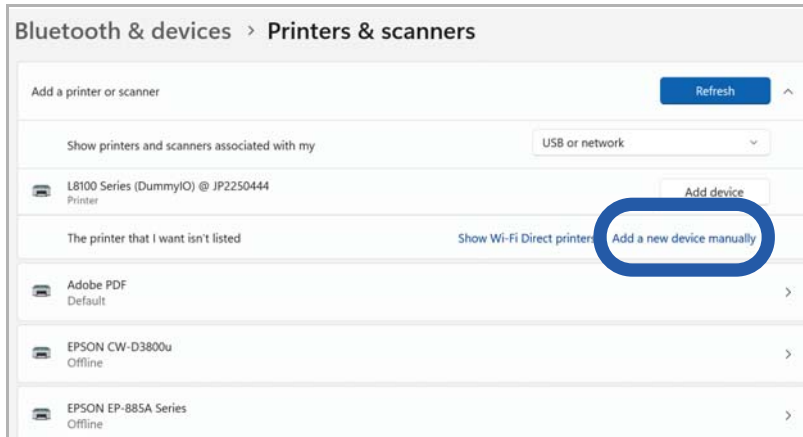 Bluetooth & devices > Printers & scanners
Add a printer or scanner Refresh
Show printers and scanners associated with my USB or network
L8100 Series (DummyIO) @ JP2250444
Printer
Add device
The printer that I want isn't listed Show Wi-Fi Direct printers Add a new device manually
Adobe PDF
Default
EPSON CW-D3800u
Offline
EPSON EP-885A Series
Offline